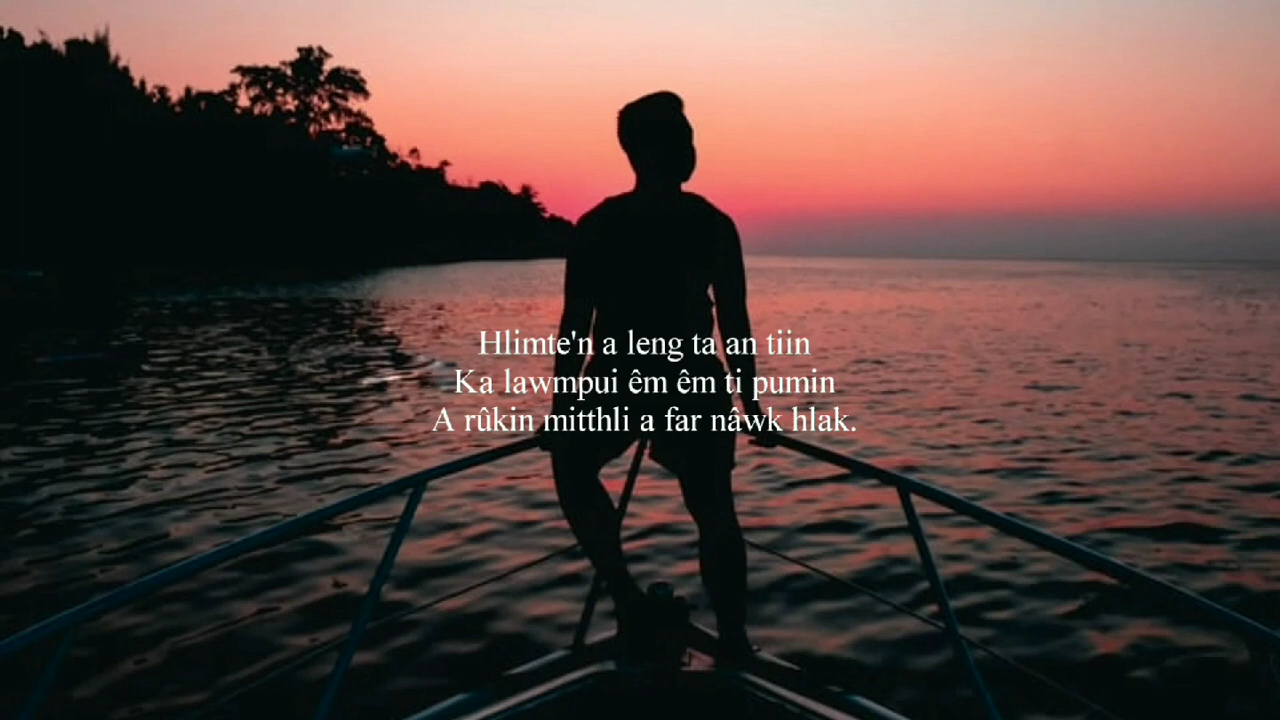 Hlimte'n a leng ta an tiin
Ka lawmpui êm êm ti pumin
A rûkin mitthli a far nâwk hlak.